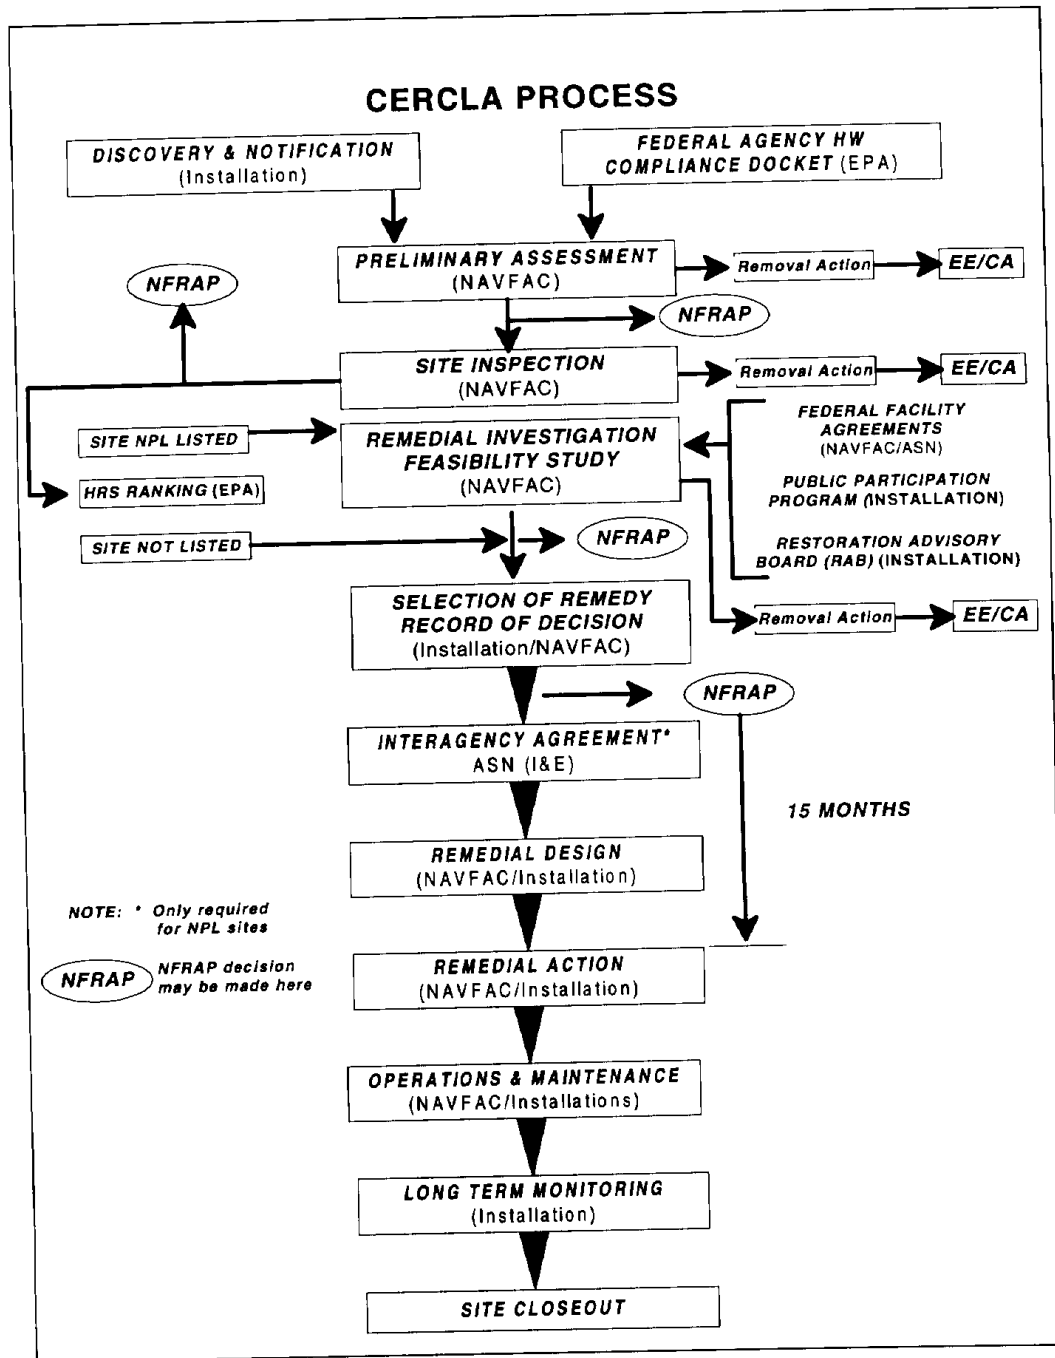 CERCLA PROCESS
DISCOVERY & NOTIFICATION
(Installation)
FEDERAL AGENCY HW
COMPLIANCE DOCKET (EPA)
PRELIMINARY ASSESSMENT
(NAVFAC)
Removal Action
EE/CA
NFRAP
NFRAP
SITE INSPECTION
(NAVFAC)
Removal Action
EE/CA
SITE NPL LISTED
REMEDIAL INVESTIGATION
FEASIBILITY STUDY
(NAVFAC)
FEDERAL FACILITY
AGREEMENTS
(NAVFAC/ASN)
HRS RANKING (EPA)
PUBLIC PARTICIPATION
PROGRAM (INSTALLATION)
SITE NOT LISTED
NFRAP
RESTORATION ADVISORY
BOARD (RAB) (INSTALLATION)
SELECTION OF REMEDY
RECORD OF DECISION
(Installation/NAVFAC)
Removal Action
EE/CA
NFRAP
INTERAGENCY AGREEMENT*
ASN (I&E)
15 MONTHS
REMEDIAL DESIGN
(NAVFAC/Installation)
NOTE: * Only required
for NPL sites
NFRAP
NFRAP decision
may be made here
REMEDIAL ACTION
(NAVFAC/Installation)
OPERATIONS & MAINTENANCE
(NAVFAC/Installations)
LONG TERM MONITORING
(Installation)
SITE CLOSEOUT